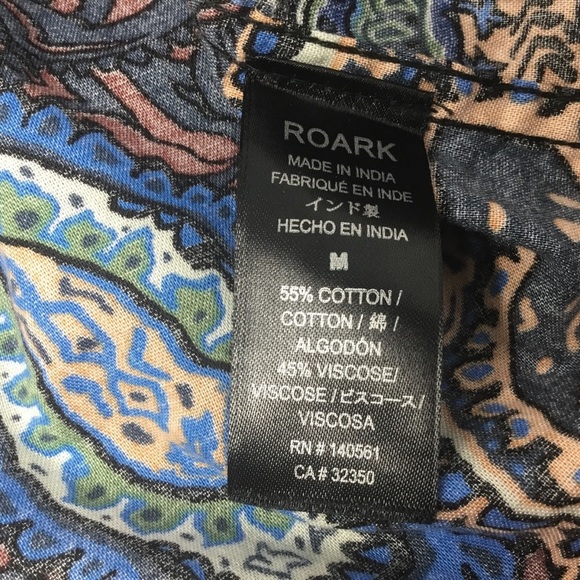 ROARK
MADE IN INDIA
FABRIQUÉ EN INDE
インド製
HECHO EN INDIA
M
55% COTTON /
COTTON / 綿 /
ALGODÓN
45% VISCOSE/
VISCOSE / ビスコース /
VISCOSA
RN # 140561
CA # 32350